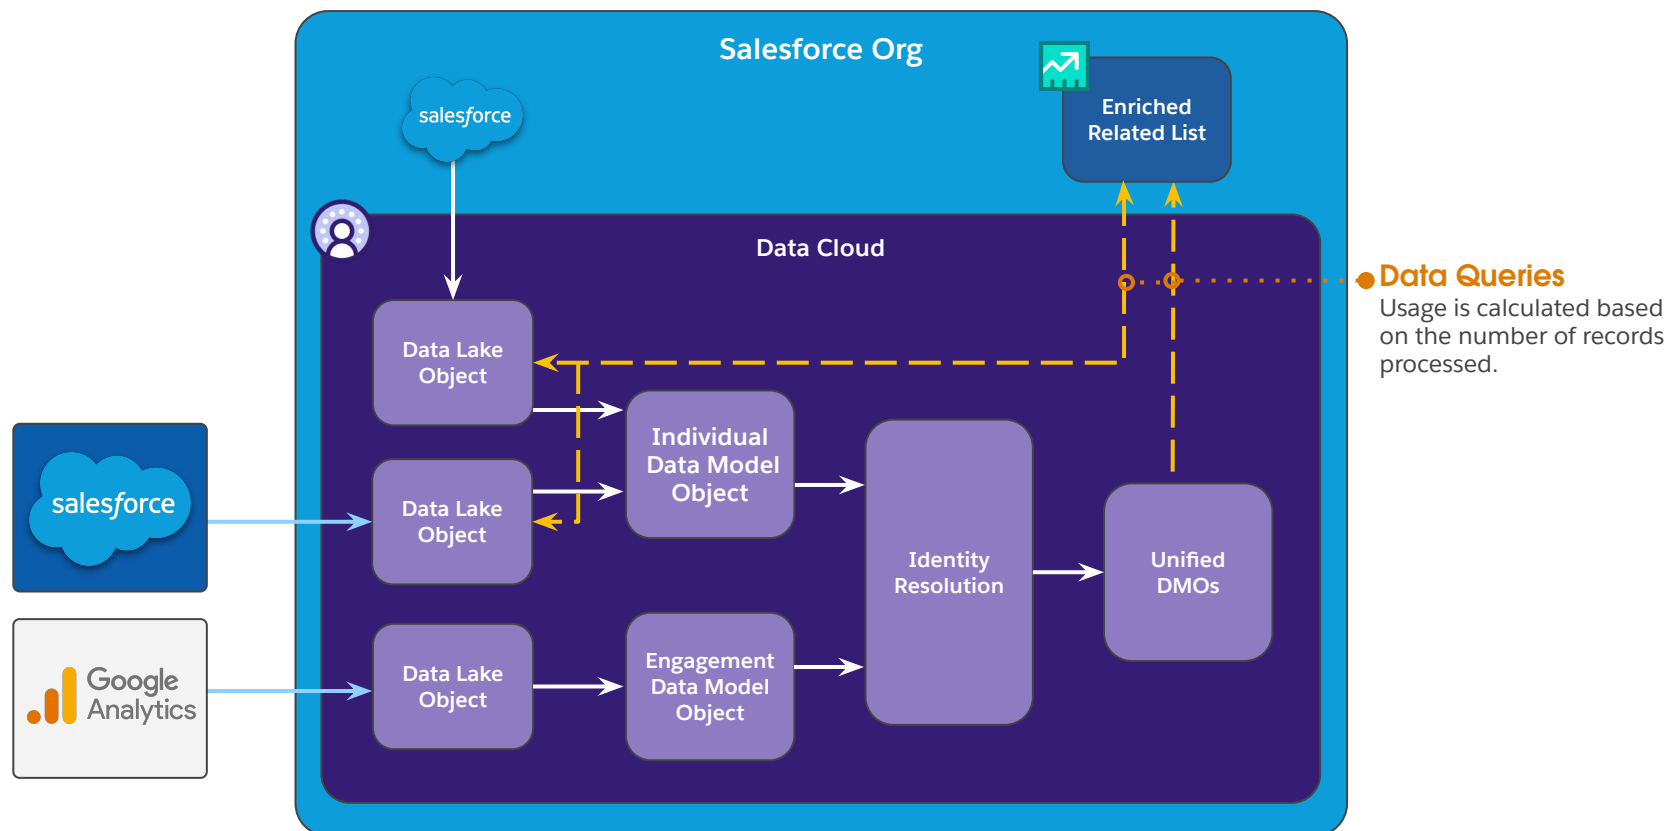 Salesforce Org
salesforce
Enriched
Related List
Data Cloud
Data Queries
Usage is calculated based
on the number of records
processed.
Data Lake
Object
Individual
Data Model
Object
salesforce
Data Lake
Object
Identity
Resolution
Unified
DMOs
Google
Analytics
Data Lake
Object
Engagement
Data Model
Object